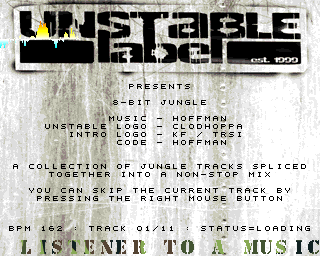 UNSTABLE
label
est. 1999
PRESENTS
8-BIT JUNGLE
MUSIC - HOFFMAN
UNSTABLE LOGO - CLODHOPPA
INTRO LOGO - KF / TRSI
CODE - HOFFMAN
A COLLECTION OF JUNGLE TRACKS SPLICED
TOGETHER INTO A NON-STOP MIX
YOU CAN SKIP THE CURRENT TRACK BY
PRESSING THE RIGHT MOUSE BUTTON
BPM 162 : TRACK 01/11 : STATUS=LOADING
LISTENER TO A MUSIC